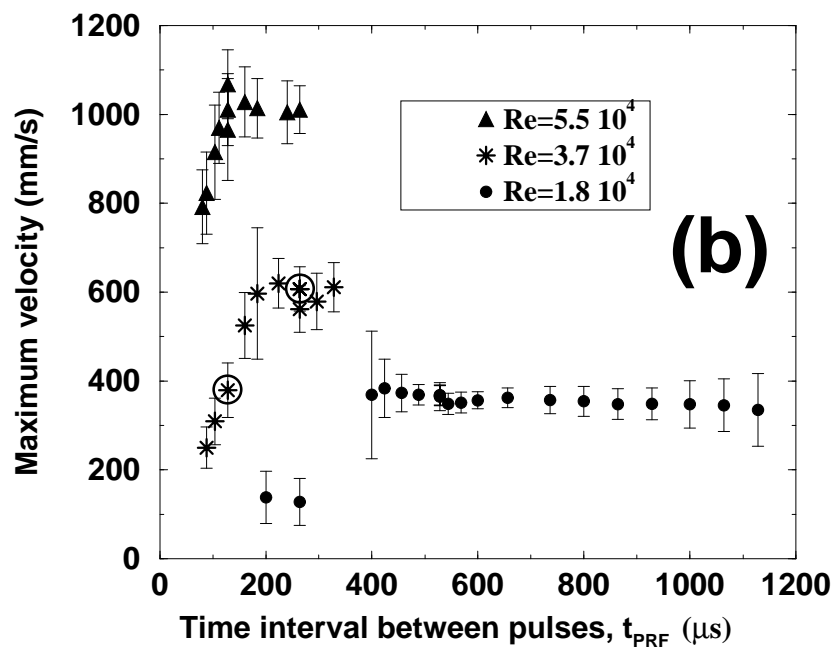 1200
1000
800
600
400
200
0
Maximum velocity (mm/s)
Re=5.5 10^4
Re=3.7 10^4
Re=1.8 10^4
(b)
0 200 400 600 800 1000 1200
Time interval between pulses, t_PRF (μs)